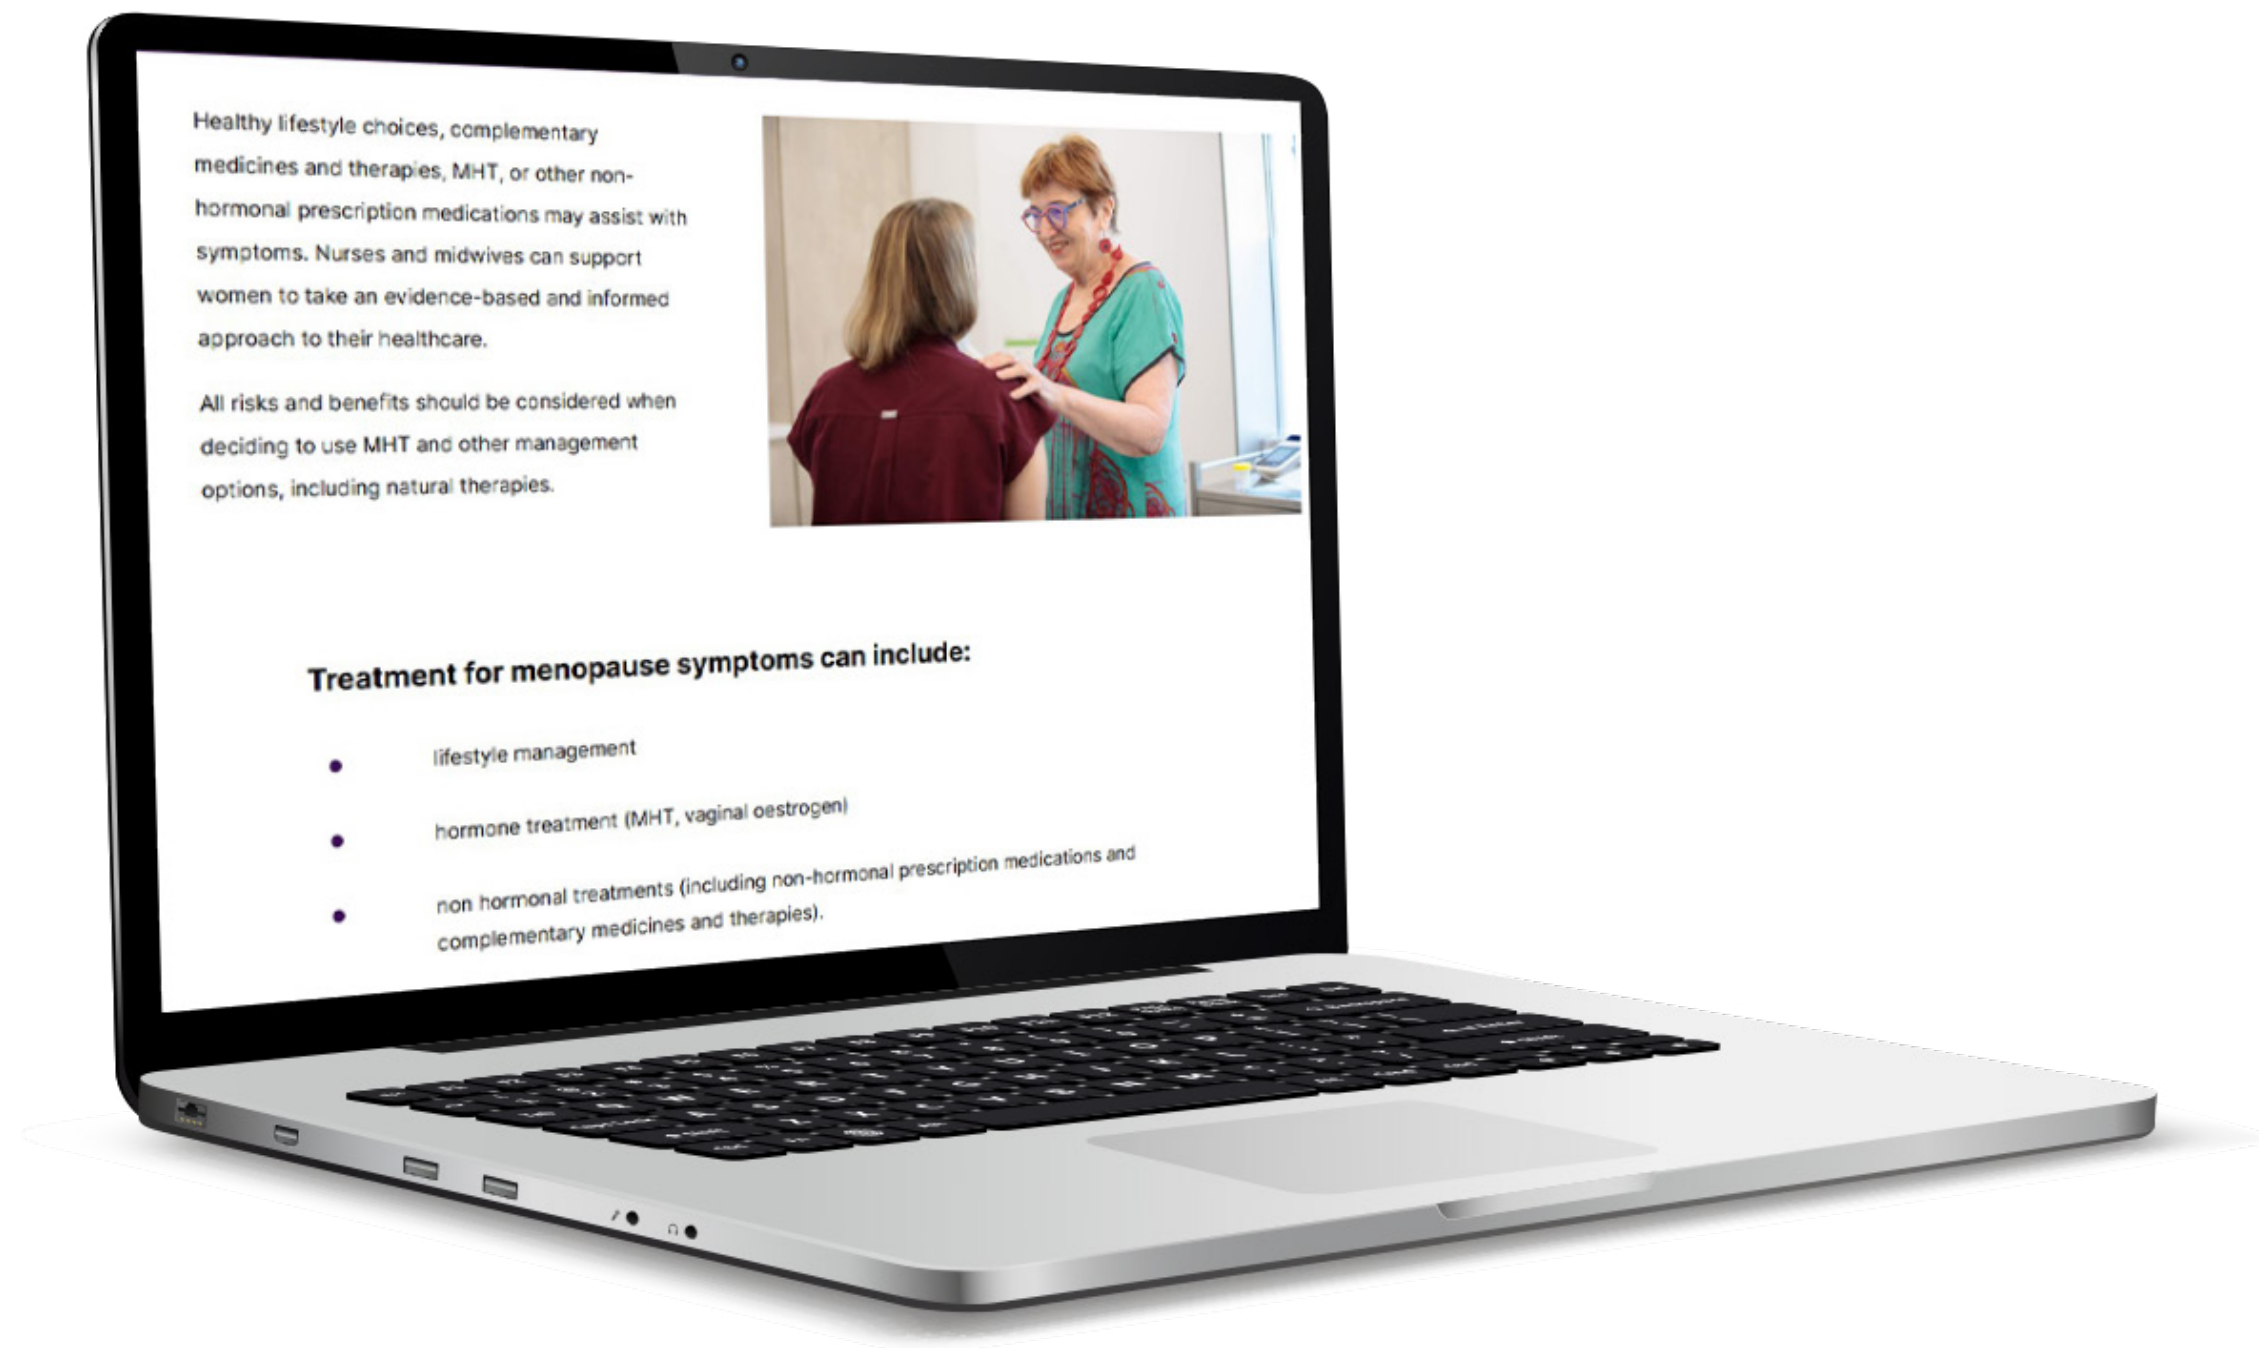 Healthy lifestyle choices, complementary
medicines and therapies, MHT, or other non-
hormonal prescription medications may assist with
symptoms. Nurses and midwives can support
women to take an evidence-based and informed
approach to their healthcare.
All risks and benefits should be considered when
deciding to use MHT and other management
options, including natural therapies.
Treatment for menopause symptoms can include:
lifestyle management
hormone treatment (MHT, vaginal oestrogen)
non hormonal treatments (including non-hormonal prescription medications and
complementary medicines and therapies).